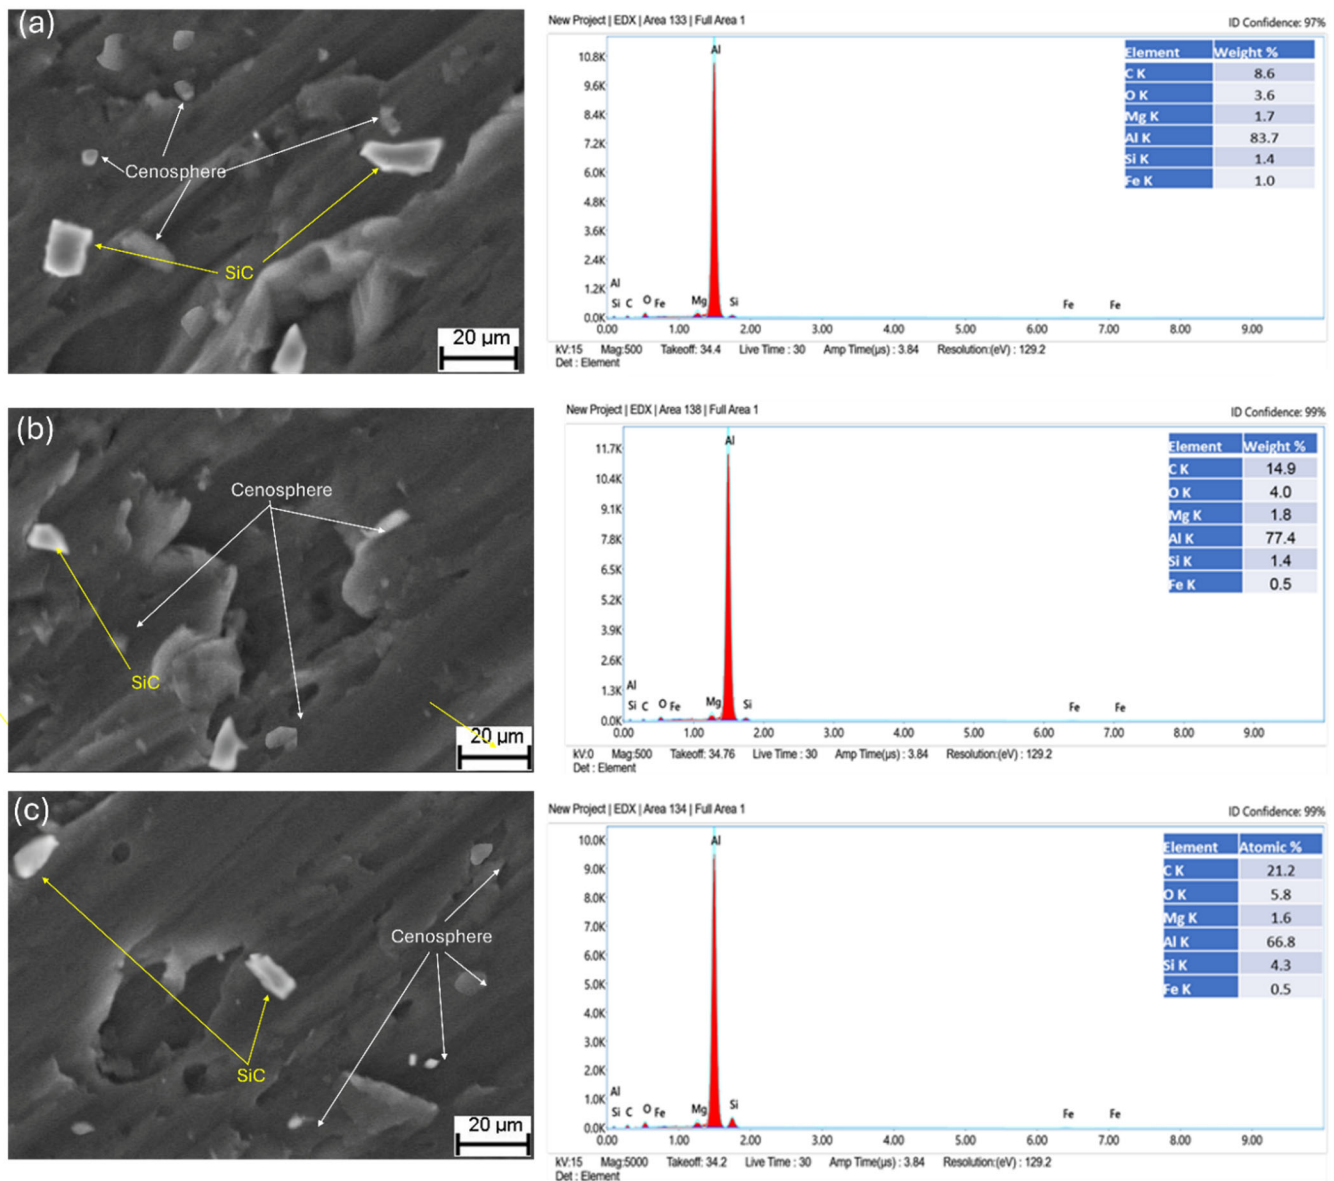 (a)
Cenosphere
SiC
20 µm
New Project | EDX | Area 133 | Full Area 1
ID Confidence: 97%
10.8K
9.6K
8.4K
7.2K
6.0K
4.8K
3.6K
2.4K
1.2K
0.0K
Al
Al
Si C O Fe Mg Si Fe Fe
0.00 1.00 2.00 3.00 4.00 5.00 6.00 7.00 8.00 9.00
Element Weight %
C K 8.6
O K 3.6
Mg K 1.7
Al K 83.7
Si K 1.4
Fe K 1.0
kV:15 Mag:500 Takeoff: 34.4 Live Time : 30 Amp Time(µs) : 3.84 Resolution:(eV) : 129.2
Det : Element
(b)
Cenosphere
SiC
20 µm
New Project | EDX | Area 138 | Full Area 1
ID Confidence: 99%
11.7K
10.4K
9.1K
7.8K
6.5K
5.2K
3.9K
2.6K
1.3K
0.0K
Al
Al
Si C O Fe Mg Si Fe Fe
0.00 1.00 2.00 3.00 4.00 5.00 6.00 7.00 8.00 9.00
Element Weight %
C K 14.9
O K 4.0
Mg K 1.8
Al K 77.4
Si K 1.4
Fe K 0.5
kV:0 Mag:500 Takeoff: 34.76 Live Time : 30 Amp Time(µs) : 3.84 Resolution:(eV) : 129.2
Det : Element
(c)
Cenosphere
SiC
20 µm
New Project | EDX | Area 134 | Full Area 1
ID Confidence: 99%
10.0K
9.0K
8.0K
7.0K
6.0K
5.0K
4.0K
3.0K
2.0K
1.0K
0.0K
Al
Al
Si C O Fe Mg Si Fe Fe
0.00 1.00 2.00 3.00 4.00 5.00 6.00 7.00 8.00 9.00
Element Atomic %
C K 21.2
O K 5.8
Mg K 1.6
Al K 66.8
Si K 4.3
Fe K 0.5
kV:15 Mag:5000 Takeoff: 34.2 Live Time : 30 Amp Time(µs) : 3.84 Resolution:(eV) : 129.2
Det : Element